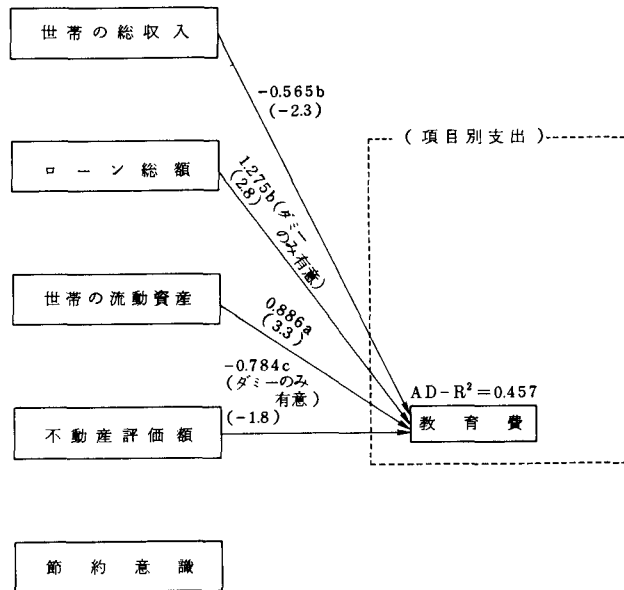 世帯の総収入
-0.565b
(-2.3)
(項目別支出)
ローン総額
1.275b(ダミー
(2.8) のみ有意)
世帯の流動資産
0.886a
(3.3)
-0.784c
(ダミーのみ
有意)
(-1.8)
AD-R²=0.457
不動産評価額
教育費
節約意識